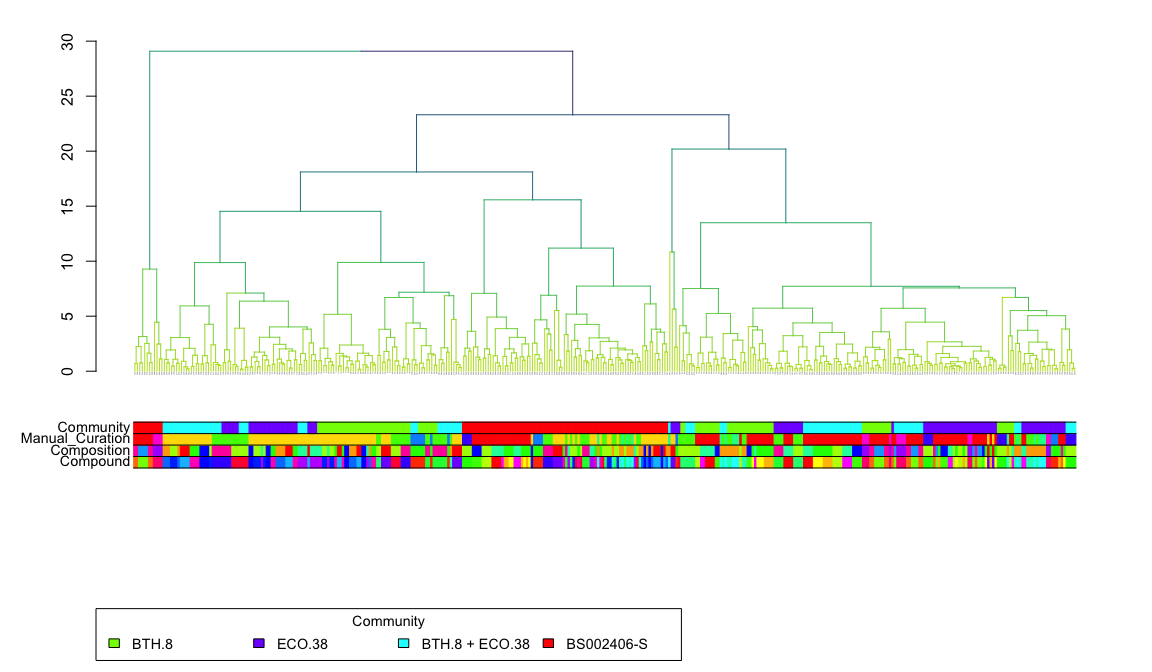 30
25
20
15
10
5
0
Community
Manual_Curation
Composition
Compound
Community
BTH.8 ECO.38 BTH.8 + ECO.38 BS002406-S